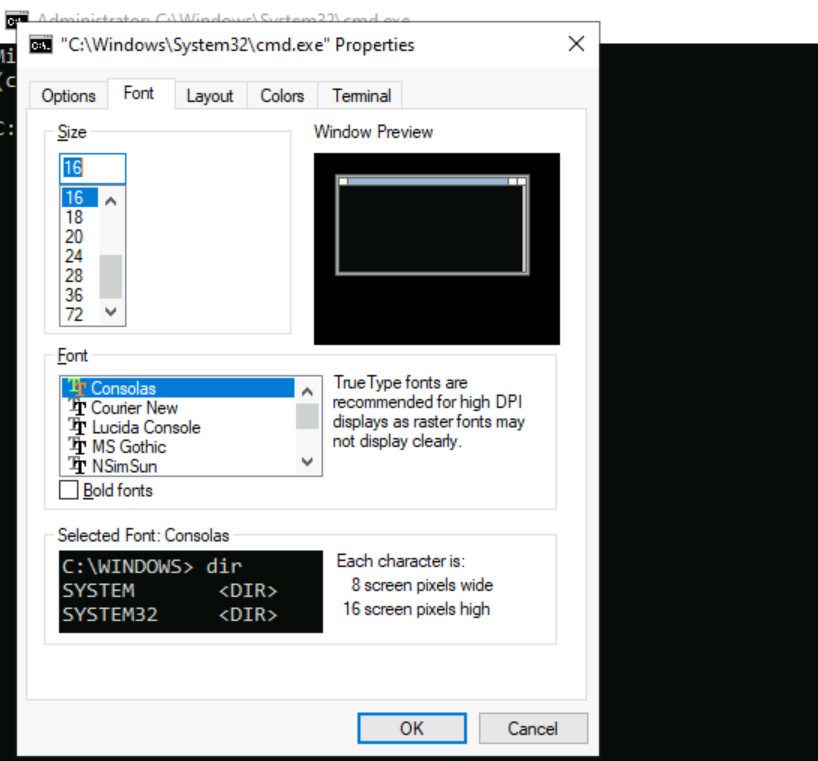 Administrator: C:\Windows\System32\cmd.exe
"C:\Windows\System32\cmd.exe" Properties
Mi
(c
C:
Options Font Layout Colors Terminal
Size
16
16
18
20
24
28
36
72
Window Preview
Font
Consolas
Courier New
Lucida Console
MS Gothic
NSimSun
Bold fonts
TrueType fonts are
recommended for high DPI
displays as raster fonts may
not display clearly.
Selected Font: Consolas
C:\WINDOWS> dir
SYSTEM <DIR>
SYSTEM32 <DIR>
Each character is:
8 screen pixels wide
16 screen pixels high
OK Cancel